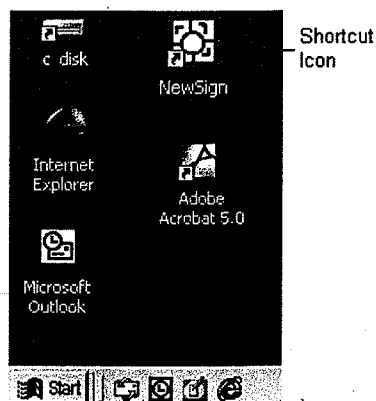 c disk
NewSign
Shortcut
Icon
Internet
Explorer
Adobe
Acrobat 5.0
Microsoft
Outlook
Start